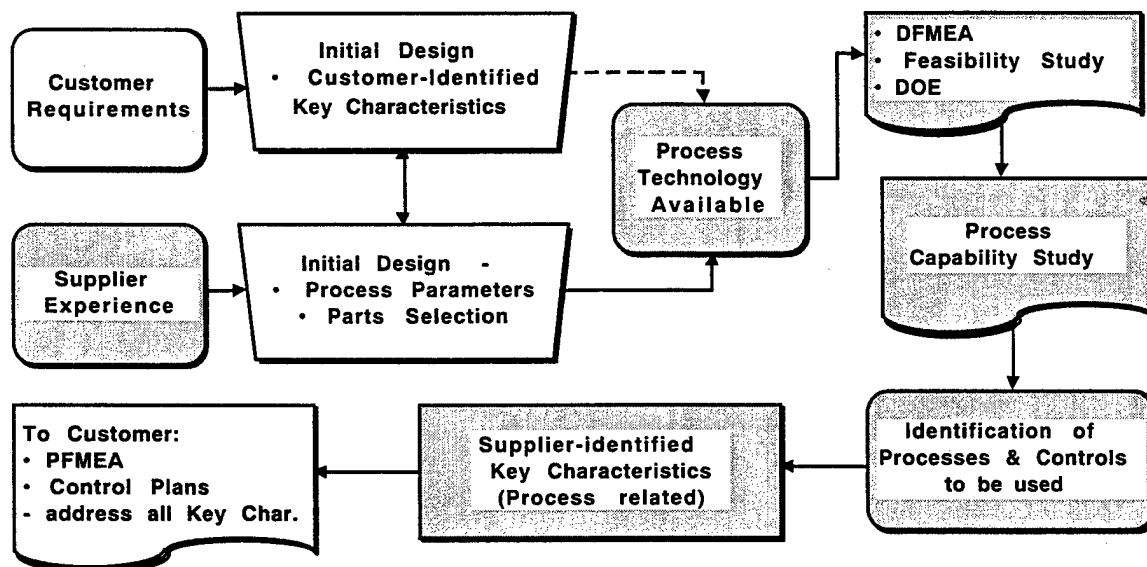 Customer
Requirements
Initial Design
• Customer-Identified
Key Characteristics
Supplier
Experience
Initial Design -
• Process Parameters
• Parts Selection
Process
Technology
Available
• DFMEA
• Feasibility Study
• DOE
Process
Capability Study
Identification of
Processes & Controls
to be used
Supplier-identified
Key Characteristics
(Process related)
To Customer:
• PFMEA
• Control Plans
- address all Key Char.